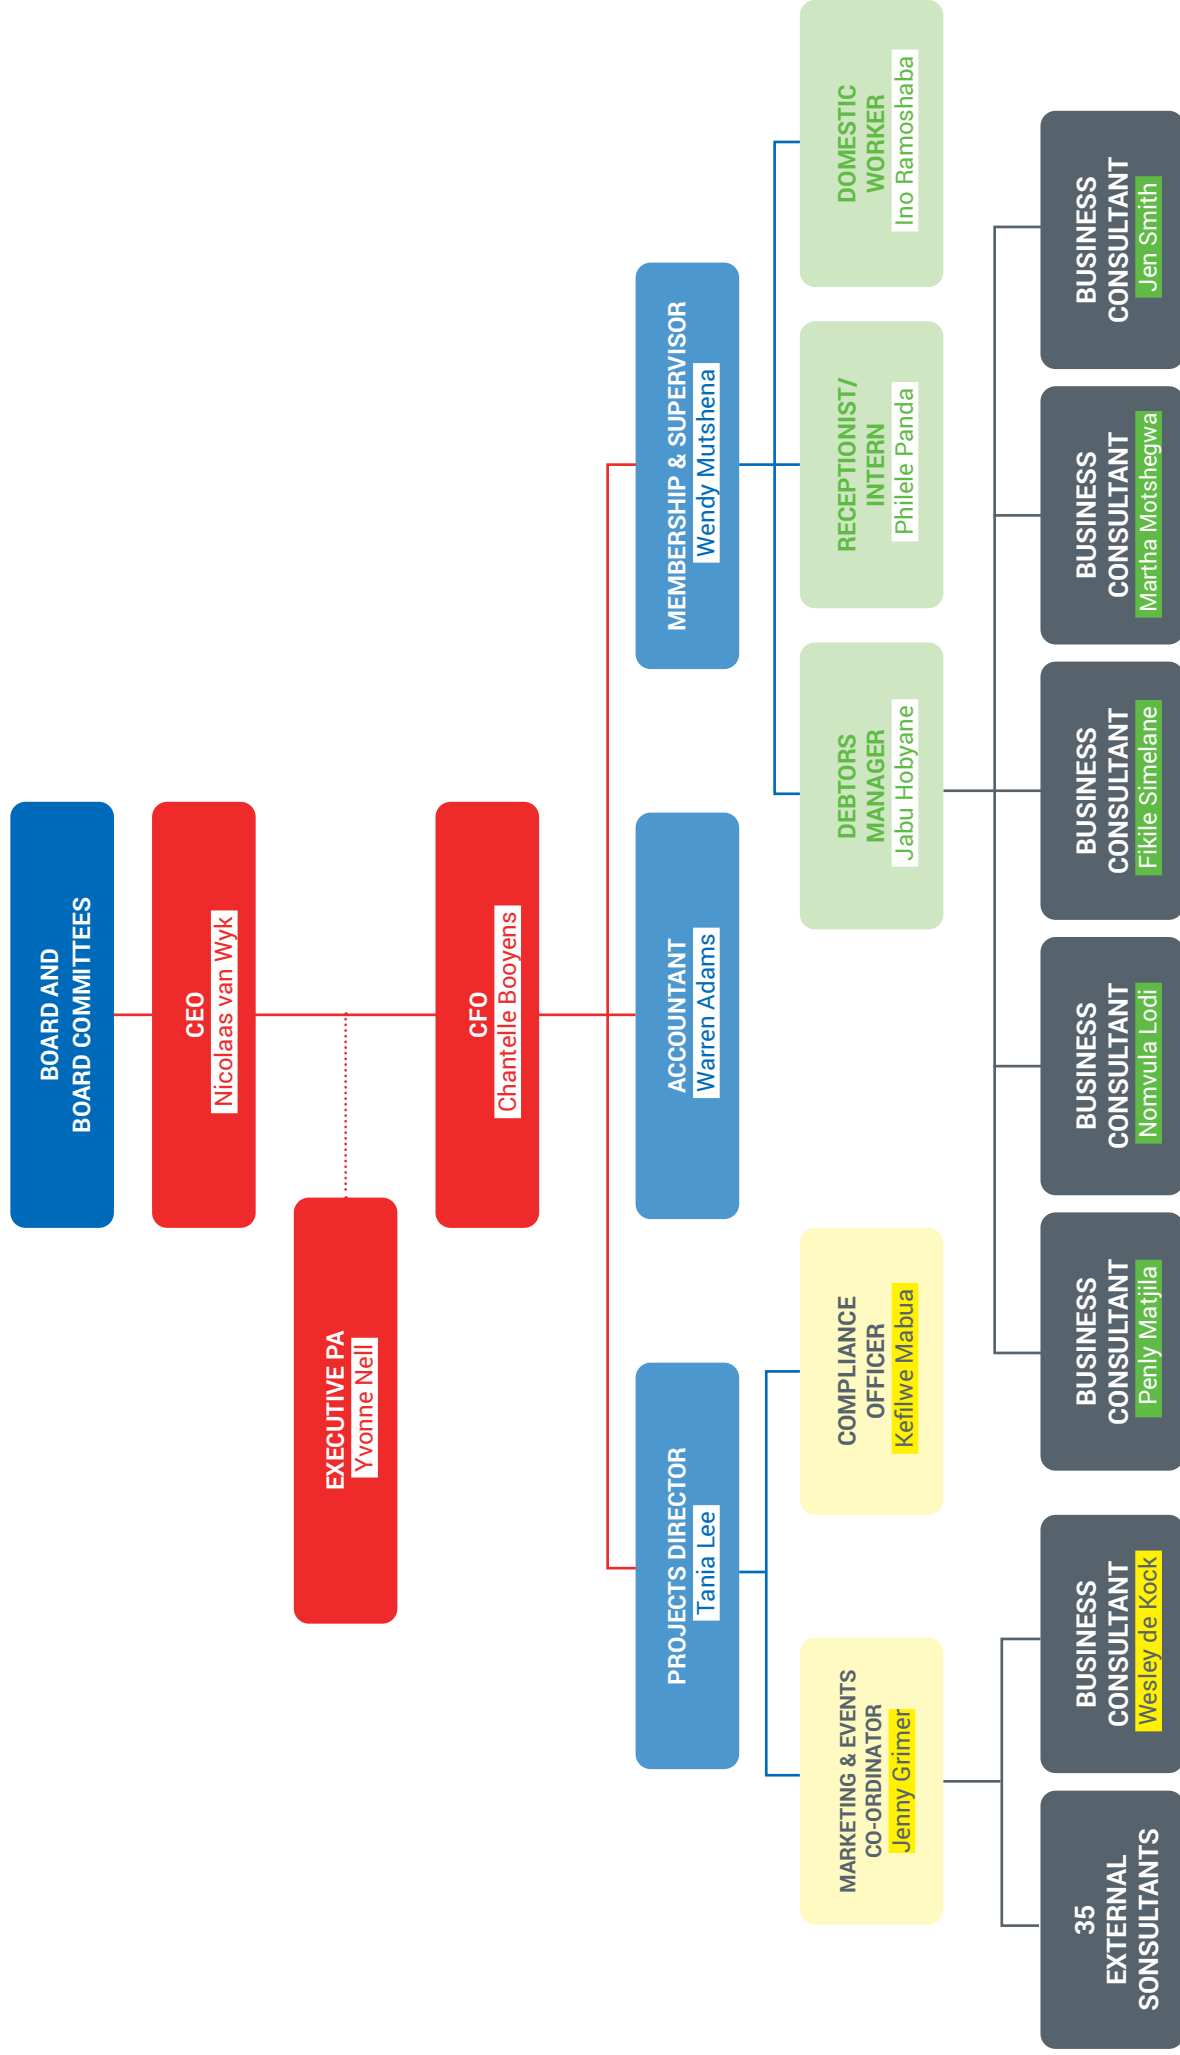 BOARD AND
BOARD COMMITTEES
CEO
Nicolaas van Wyk
EXECUTIVE PA
Yvonne Nell
CFO
Chantelle Booyens
PROJECTS DIRECTOR
Tania Lee
ACCOUNTANT
Warren Adams
MEMBERSHIP & SUPERVISOR
Wendy Mutshena
MARKETING & EVENTS
CO-ORDINATOR
Jenny Grimer
COMPLIANCE
OFFICER
Kefilwe Mabua
DEBTORS
MANAGER
Jabu Hobyane
RECEPTIONIST/
INTERN
Philele Panda
DOMESTIC
WORKER
Ino Ramoshaba
35
EXTERNAL
SONSULTANTS
BUSINESS
CONSULTANT
Wesley de Kock
BUSINESS
CONSULTANT
Penly Matjila
BUSINESS
CONSULTANT
Nomvula Lodi
BUSINESS
CONSULTANT
Fikile Simelane
BUSINESS
CONSULTANT
Martha Motshegwa
BUSINESS
CONSULTANT
Jen Smith